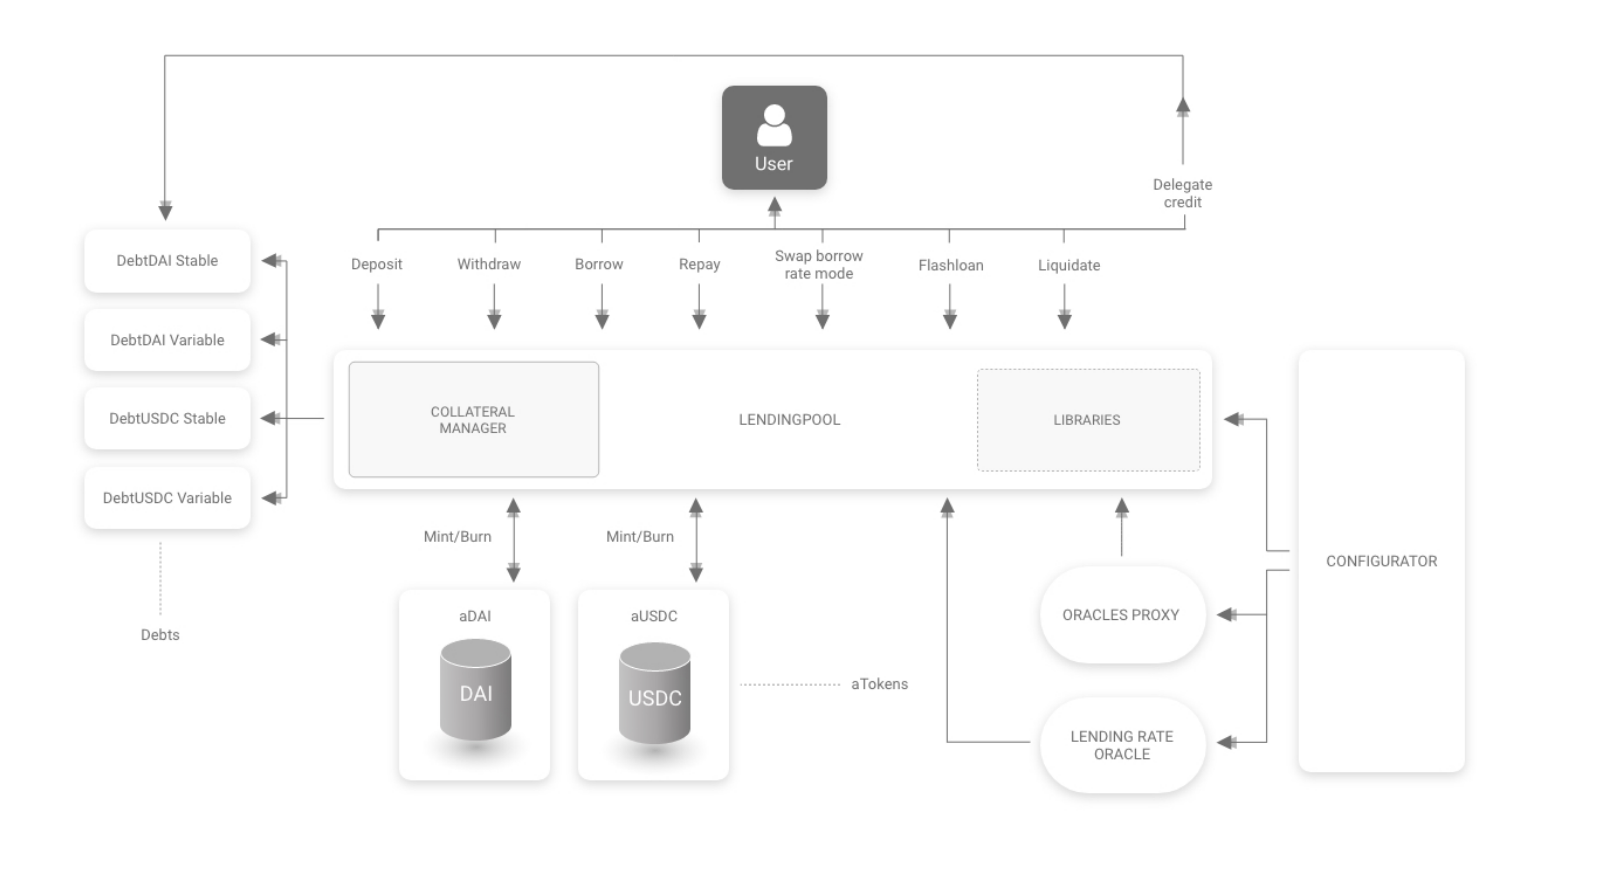 User
Delegate
credit
DebtDAI Stable
DebtDAI Variable
DebtUSDC Stable
DebtUSDC Variable
Debts
Deposit
Withdraw
Borrow
Repay
Swap borrow
rate mode
Flashloan
Liquidate
COLLATERAL
MANAGER
LENDINGPOOL
LIBRARIES
Mint/Burn
Mint/Burn
aDAI
DAI
aUSDC
USDC
aTokens
ORACLES PROXY
LENDING RATE
ORACLE
CONFIGURATOR